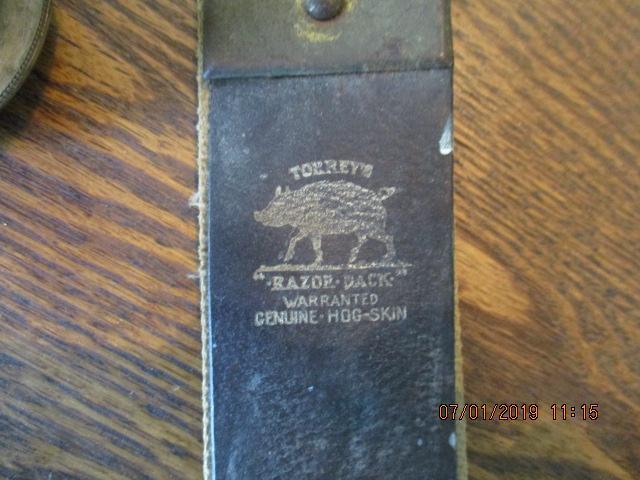 TORREY'S
"RAZOR-BACK"
WARRANTED
GENUINE-HOG-SKIN
07/01/2019 11:15